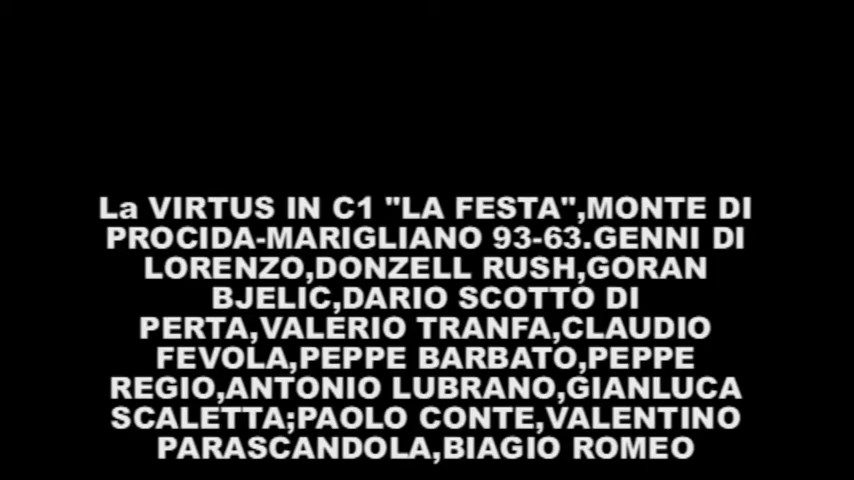 La VIRTUS IN C1 "LA FESTA",MONTE DI
PROCIDA-MARIGLIANO 93-63.GENNI DI
LORENZO,DONZELL RUSH,GORAN
BJELIC,DARIO SCOTTO DI
PERTA,VALERIO TRANFA,CLAUDIO
FEVOLA,PEPPE BARBATO,PEPPE
REGIO,ANTONIO LUBRANO,GIANLUCA
SCALETTA;PAOLO CONTE,VALENTINO
PARASCANDOLA,BIAGIO ROMEO